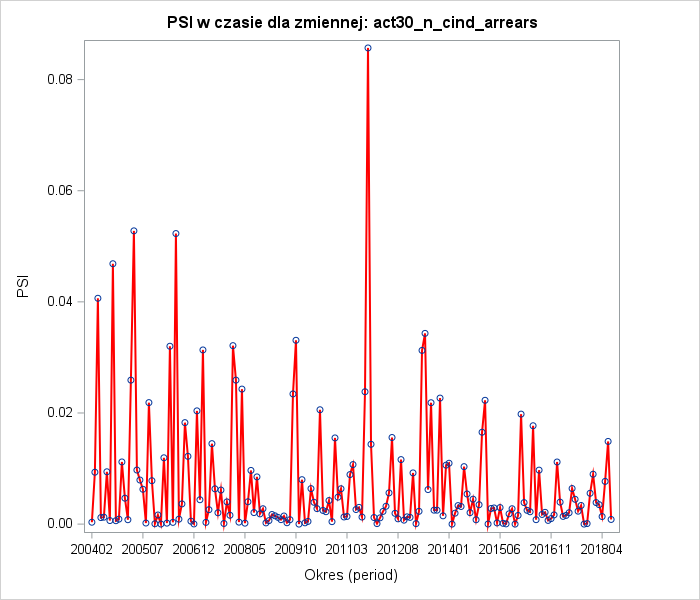 PSI w czasie dla zmiennej: act30_n_cind_arrears
0.08
0.06
0.04
0.02
0.00
PSI
200402 200507 200612 200805 200910 201103 201208 201401 201506 201611 201804
Okres (period)